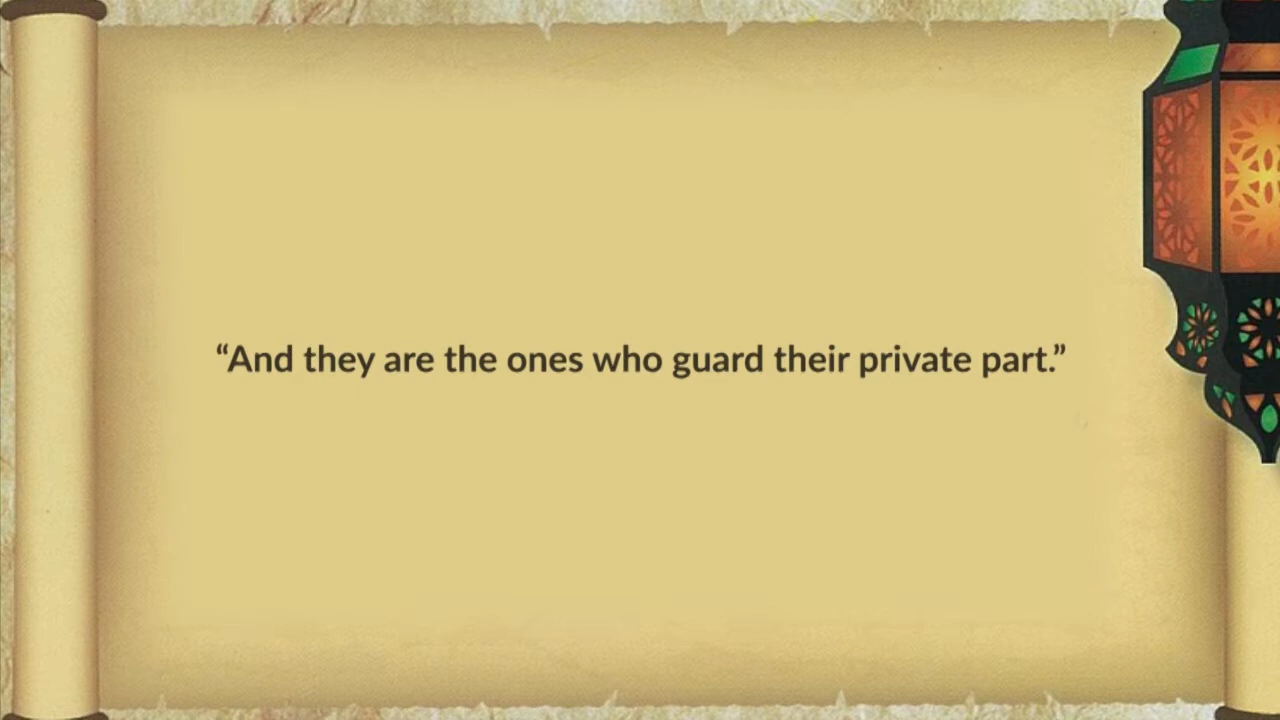 “And they are the ones who guard their private part.”